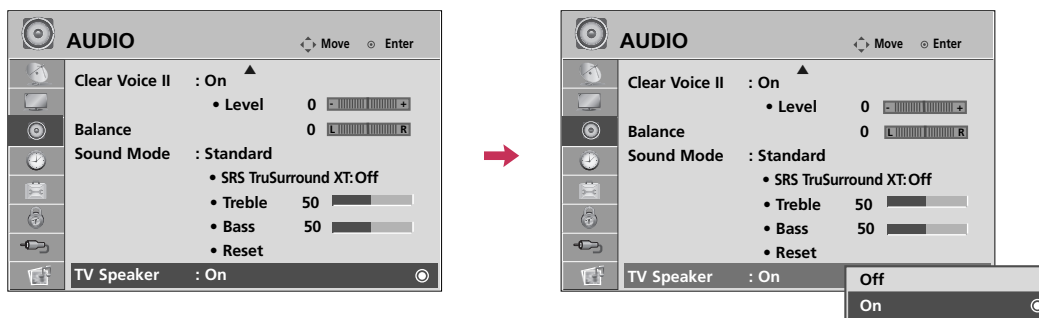 AUDIO Move Enter
Clear Voice II : On
• Level 0 - +
Balance 0 L R
Sound Mode : Standard
• SRS TruSurround XT: Off
• Treble 50
• Bass 50
• Reset
TV Speaker : On
AUDIO Move Enter
Clear Voice II : On
• Level 0 - +
Balance 0 L R
Sound Mode : Standard
• SRS TruSurround XT: Off
• Treble 50
• Bass 50
• Reset
TV Speaker : On
Off
On